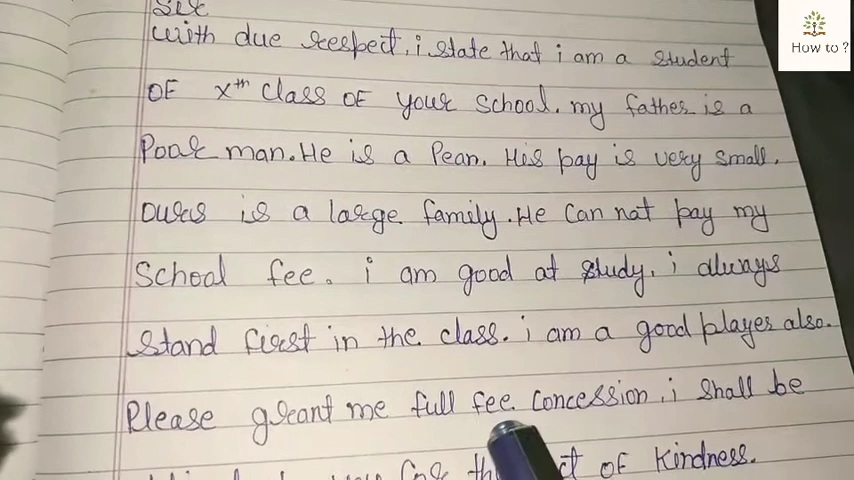 Sir
with due respect, i state that i am a student
OF xth class OF your school. my father is a
Poor man. He is a Pean. His pay is very small.
ours is a large family. He can not pay my
School fee. i am good at study. i always
stand first in the class. i am a good player also.
Please grant me full fee concession. i shall be
for of kindness.
How to ?